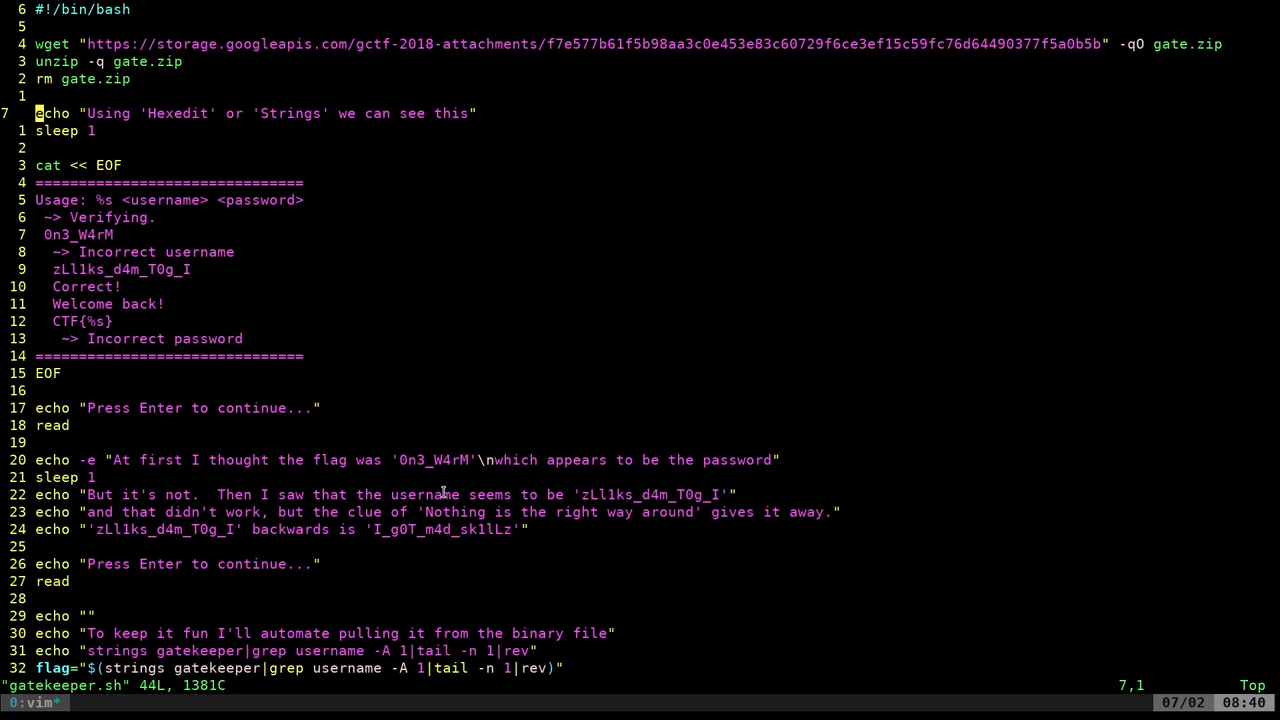 6 #!/bin/bash
5
4 wget "https://storage.googleapis.com/gctf-2018-attachments/f7e577b61f5b98aa3c0e453e83c60729f6ce3ef15c59fc76d64490377f5a0b5b" -qO gate.zip
3 unzip -q gate.zip
2 rm gate.zip
1
7 echo "Using 'Hexedit' or 'Strings' we can see this"
1 sleep 1
2
3 cat << EOF
4 ===============================
5 Usage: %s <username> <password>
6  ~> Verifying.
7  0n3_W4rM
8   ~> Incorrect username
9   zLl1ks_d4m_T0g_I
10   Correct!
11   Welcome back!
12   CTF{%s}
13    ~> Incorrect password
14 ===============================
15 EOF
16
17 echo "Press Enter to continue..."
18 read
19
20 echo -e "At first I thought the flag was '0n3_W4rM'\nwhich appears to be the password"
21 sleep 1
22 echo "But it's not.  Then I saw that the username seems to be 'zLl1ks_d4m_T0g_I'"
23 echo "and that didn't work, but the clue of 'Nothing is the right way around' gives it away."
24 echo "'zLl1ks_d4m_T0g_I' backwards is 'I_g0T_m4d_sk1lLz'"
25
26 echo "Press Enter to continue..."
27 read
28
29 echo ""
30 echo "To keep it fun I'll automate pulling it from the binary file"
31 echo "strings gatekeeper|grep username -A 1|tail -n 1|rev"
32 flag="$(strings gatekeeper|grep username -A 1|tail -n 1|rev)"
"gatekeeper.sh" 44L, 1381C 7,1 Top
0:vim* 07/02 08:40